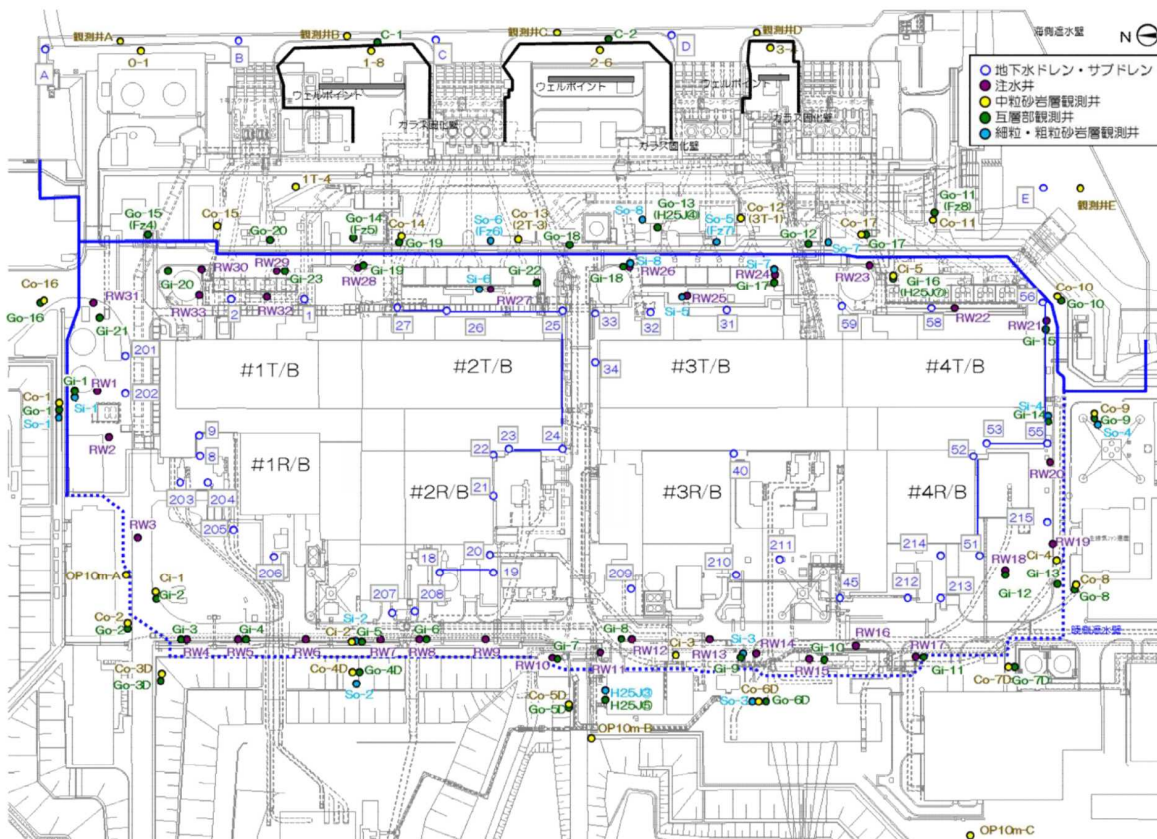 海側遮水壁
N
観測井A
観測井B
C-1
観測井C
C-2
観測井D
A
0-1
B
1-8
C
2-6
D
ウェルポイント
ウェルポイント
ウェルポイント
ガラス固化壁
ガラス固化壁
ガラス固化壁
地下水ドレン・サブドレン
注水井
中粒砂岩層観測井
互層部観測井
細粒・粗粒砂岩層観測井
1T-4
E
観測井E
Go-15
(Fz4)
Co-15
Go-20
Go-14
(Fz5)
Co-14
Go-19
So-6
(Fz6)
Co-13
(2T-3)
Go-18
So-8
Go-13
(H25J④)
So-5
(Fz7)
Co-12
(3T-1)
Go-12
So-7
Co-17
Go-17
Go-11
(Fz8)
Co-11
Gi-20
RW30
RW29
Gi-23
Gi-19
Si-6
Gi-22
RW27
Gi-18
Si-8
RW26
Si-7
RW24
RW23
Ci-5
Gi-16
(H25J⑦)
Co-10
Go-10
Co-16
Go-16
RW31
Gi-21
RW33
2
RW32
1
27
26
25
33
32
Si-5
RW25
31
59
58
RW22
56
RW21
Gi-15
201
202
#1T/B
#2T/B
34
#3T/B
#4T/B
Co-1
Go-1
So-1
Gi-1
Si-1
RW1
RW2
Si-4
Gi-14
Co-9
Go-9
So-4
9
8
#1R/B
22
23
24
#2R/B
21
40
#3R/B
52
53
55
#4R/B
RW20
203
204
205
206
RW3
215
RW19
18
20
19
209
210
211
214
51
RW18
Ci-4
Gi-13
Gi-12
OP10m-A
Ci-1
Gi-2
207
208
45
212
213
Co-8
Go-8
Co-2
Go-2
Gi-3
RW4
RW5
Gi-4
RW6
Si-2
Ci-2
Gi-5
RW7
RW8
Gi-6
RW9
RW10
Gi-7
RW11
Gi-8
RW12
Ci-3
RW13
Si-3
Gi-9
RW14
RW15
Gi-10
RW16
RW17
Gi-11
陸側遮水壁
Co-3D
Go-3D
Co-4D
Go-4D
So-2
Co-5D
Go-5D
H25J③
H25J⑤
So-3
Co-6D
Go-6D
Co-7D
Go-7D
OP10m-B
OP10m-C